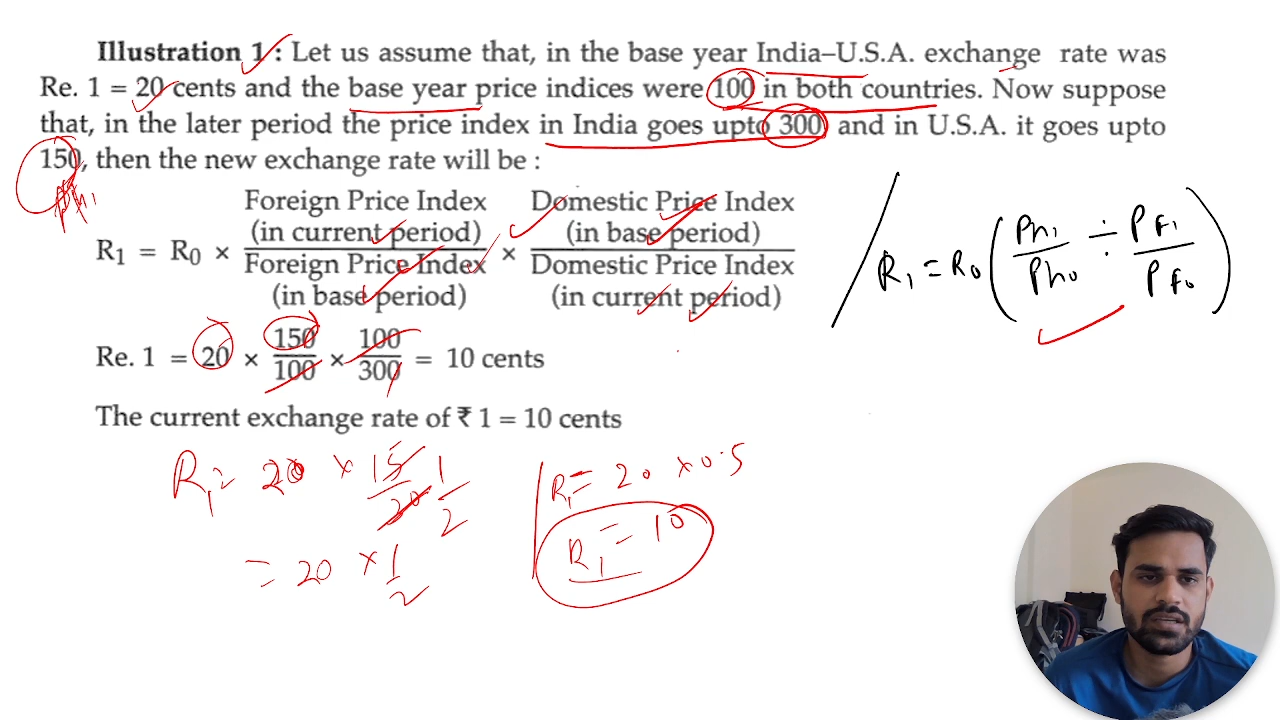 Illustration 1 : Let us assume that, in the base year India–U.S.A. exchange rate was
Re. 1 = 20 cents and the base year price indices were 100 in both countries. Now suppose
that, in the later period the price index in India goes upto 300 and in U.S.A. it goes upto
150, then the new exchange rate will be :
R₁ = R₀ × Foreign Price Index (in current period) / Foreign Price Index (in base period) × Domestic Price Index (in base period) / Domestic Price Index (in current period)
R₁ = R₀ (Ph₁ / Ph₀ ÷ PF₁ / PF₀)
Re. 1 = 20 × 150/100 × 100/300 = 10 cents
The current exchange rate of ₹ 1 = 10 cents
R₁ = 20 × 15/30 1/2
= 20 × 1/2
R₁ = 20 × 0.5
R₁ = 10